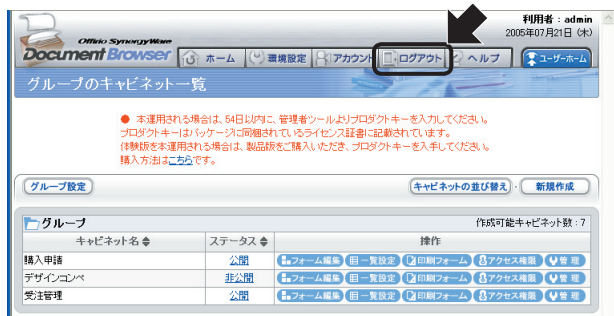 利用者：admin
2005年07月21日（木）
Offirio SynergyWare
Document Browser
ホーム 環境設定 アカウント ログアウト ヘルプ ユーザーホーム
グループのキャビネット一覧
● 本運用される場合は、54日以内に、管理者ツールよりプロダクトキーを入力してください。
プロダクトキーはパッケージに同梱されているライセンス証書に記載されています。
体験版を本運用される場合は、製品版をご購入いただき、プロダクトキーを入手してください。
購入方法はこちらです。
グループ設定 キャビネットの並び替え - 新規作成
グループ 作成可能キャビネット数：7
キャビネット名 ステータス 操作
購入申請 公開 フォーム編集 一覧設定 印刷フォーム アクセス権限 管理
デザインコンペ 非公開 フォーム編集 一覧設定 印刷フォーム アクセス権限 管理
受注管理 公開 フォーム編集 一覧設定 印刷フォーム アクセス権限 管理